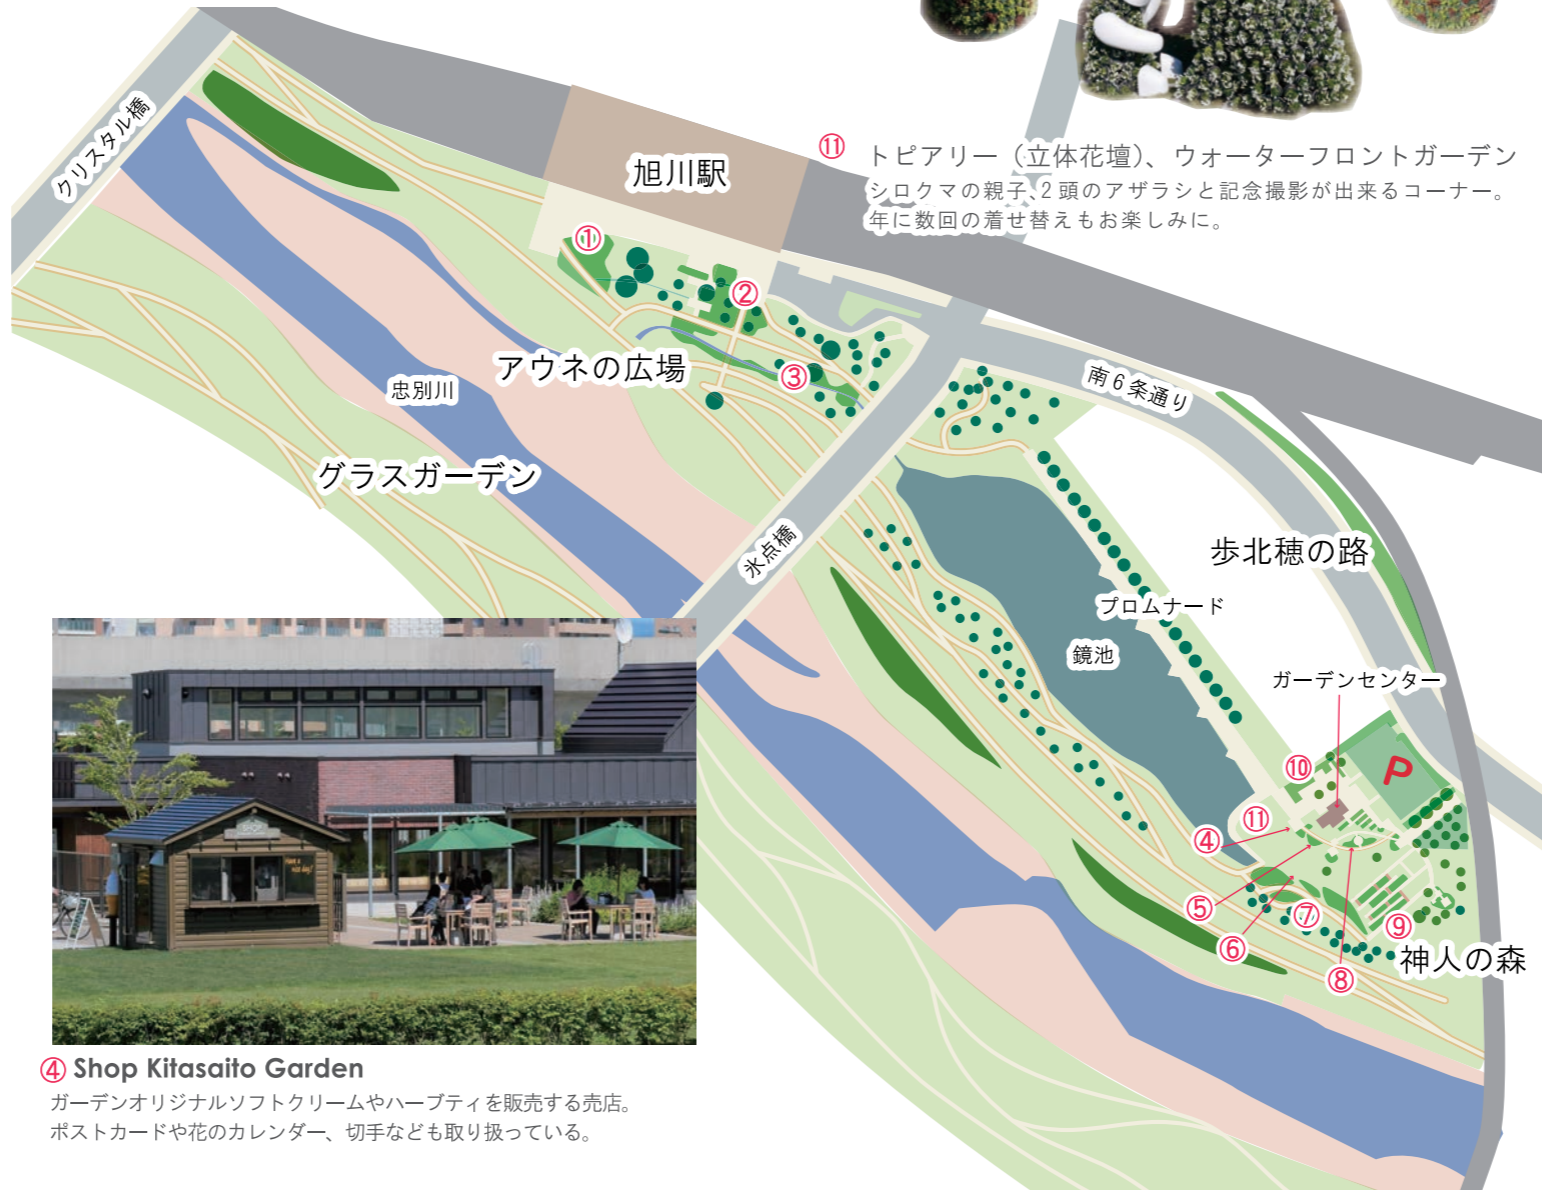 ⑪ トピアリー（立体花壇）、ウォーターフロントガーデン
シロクマの親子、2頭のアザラシと記念撮影が出来るコーナー。
年に数回の着せ替えもお楽しみに。
クリスタル橋
旭川駅
①
②
③
アウネの広場
忠別川
グラスガーデン
南6条通り
氷点橋
歩北穂の路
プロムナード
鏡池
ガーデンセンター
P
⑩
⑪
④
⑤
⑥
⑦
⑧
⑨
神人の森
SHOP
④ Shop Kitasaito Garden
ガーデンオリジナルソフトクリームやハーブティを販売する売店。
ポストカードや花のカレンダー、切手なども取り扱っている。